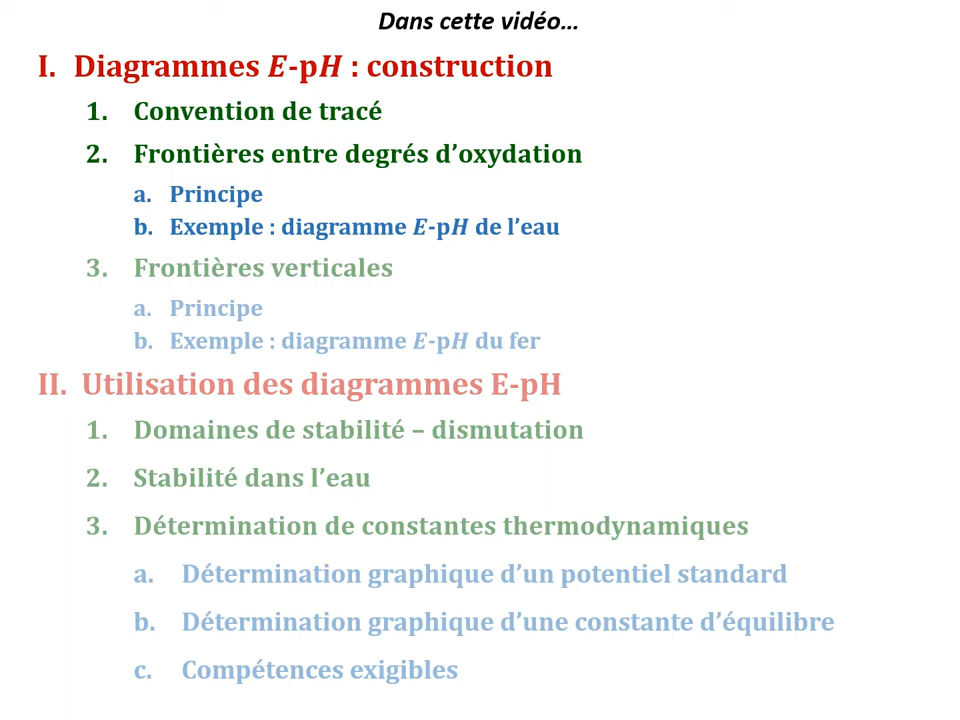 Dans cette vidéo…
I. Diagrammes E-pH : construction
1. Convention de tracé
2. Frontières entre degrés d’oxydation
a. Principe
b. Exemple : diagramme E-pH de l’eau
3. Frontières verticales
a. Principe
b. Exemple : diagramme E-pH du fer
II. Utilisation des diagrammes E-pH
1. Domaines de stabilité – dismutation
2. Stabilité dans l’eau
3. Détermination de constantes thermodynamiques
a. Détermination graphique d’un potentiel standard
b. Détermination graphique d’une constante d’équilibre
c. Compétences exigibles